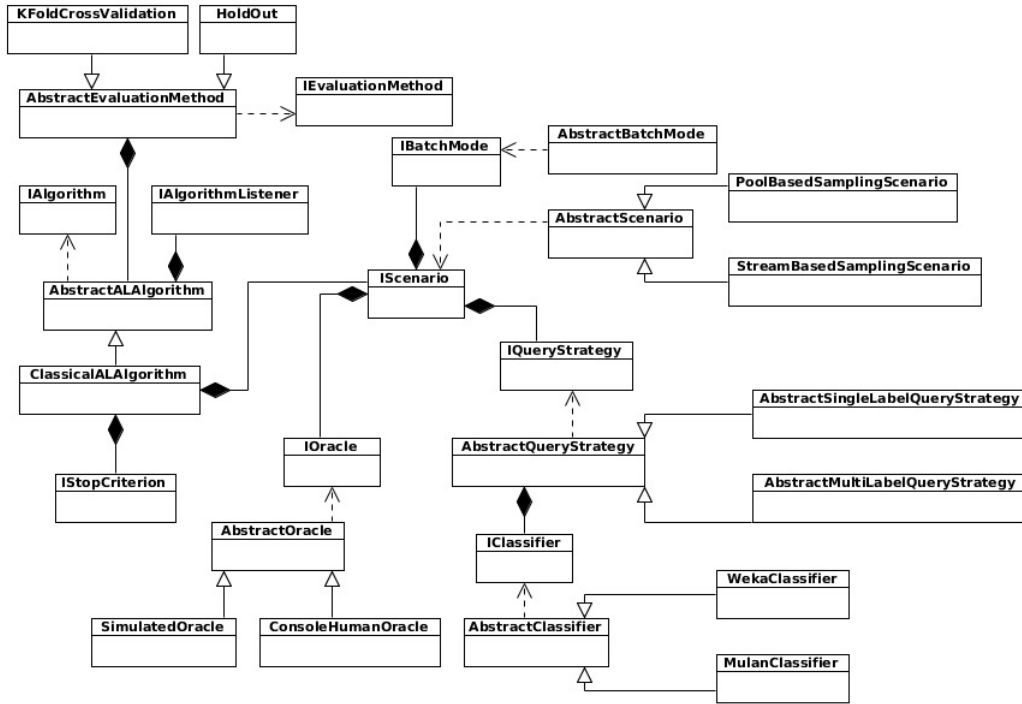 KFoldCrossValidation
HoldOut
AbstractEvaluationMethod
IEvaluationMethod
IBatchMode
AbstractBatchMode
IAlgorithm
IAlgorithmListener
PoolBasedSamplingScenario
AbstractScenario
StreamBasedSamplingScenario
AbstractALAlgorithm
IScenario
IQueryStrategy
ClassicalALAlgorithm
AbstractSingleLabelQueryStrategy
IOracle
AbstractQueryStrategy
IStopCriterion
AbstractMultiLabelQueryStrategy
AbstractOracle
IClassifier
WekaClassifier
SimulatedOracle
ConsoleHumanOracle
AbstractClassifier
MulanClassifier